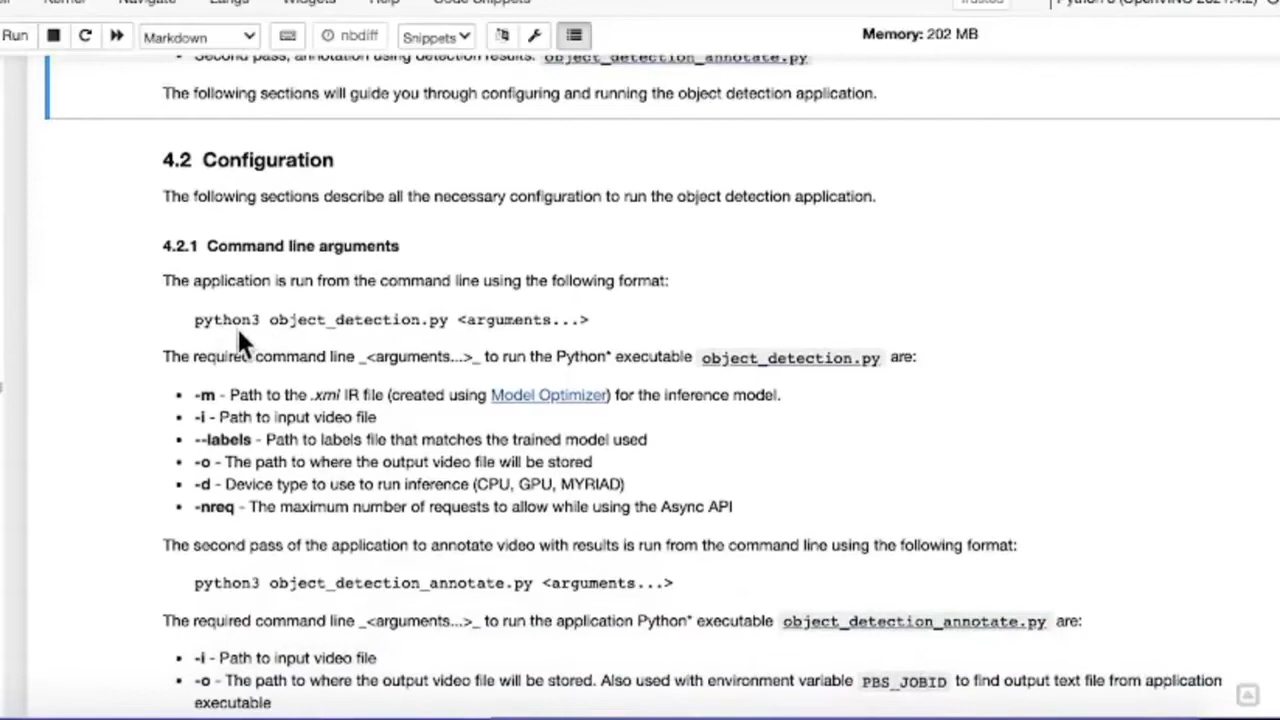 Kernel Navigate Langs Widgets Help Code Snippets Trusted
Run Markdown nbdiff Snippets Memory: 202 MB
• Second pass, annotation using detection results. object_detection_annotate.py
The following sections will guide you through configuring and running the object detection application.
4.2 Configuration
The following sections describe all the necessary configuration to run the object detection application.
4.2.1 Command line arguments
The application is run from the command line using the following format:
python3 object_detection.py <arguments...>
The required command line _<arguments...>_ to run the Python* executable object_detection.py are:
• -m - Path to the .xml IR file (created using Model Optimizer) for the inference model.
• -i - Path to input video file
• --labels - Path to labels file that matches the trained model used
• -o - The path to where the output video file will be stored
• -d - Device type to use to run inference (CPU, GPU, MYRIAD)
• -nreq - The maximum number of requests to allow while using the Async API
The second pass of the application to annotate video with results is run from the command line using the following format:
python3 object_detection_annotate.py <arguments...>
The required command line _<arguments...>_ to run the application Python* executable object_detection_annotate.py are:
• -i - Path to input video file
• -o - The path to where the output video file will be stored. Also used with environment variable PBS_JOBID to find output text file from application
executable